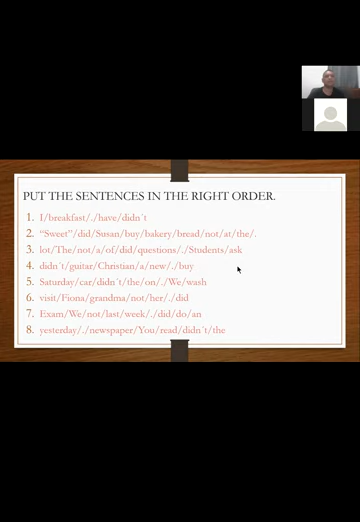 PUT THE SENTENCES IN THE RIGHT ORDER.
1. I/breakfast/./have/didn´t
2. “Sweet”/did/Susan/buy/bakery/bread/not/at/the/.
3. lot/The/not/a/of/did/questions/./Students/ask
4. didn´t/guitar/Christian/a/new/./buy
5. Saturday/car/didn´t/the/on/./We/wash
6. visit/Fiona/grandma/not/her/./did
7. Exam/We/not/last/week/./did/do/an
8. yesterday/./newspaper/You/read/didn´t/the